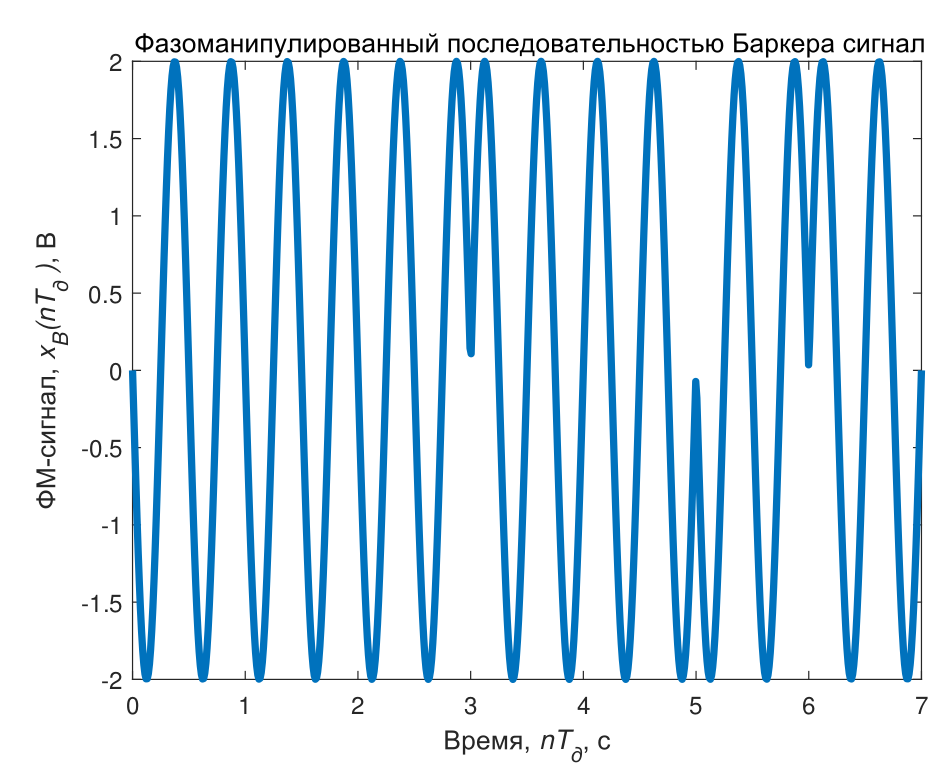 Фазоманипулированный последовательностью Баркера сигнал
ФМ-сигнал, x_B(nT_д), В
2
1.5
1
0.5
0
-0.5
-1
-1.5
-2
0 1 2 3 4 5 6 7
Время, nT_д, с